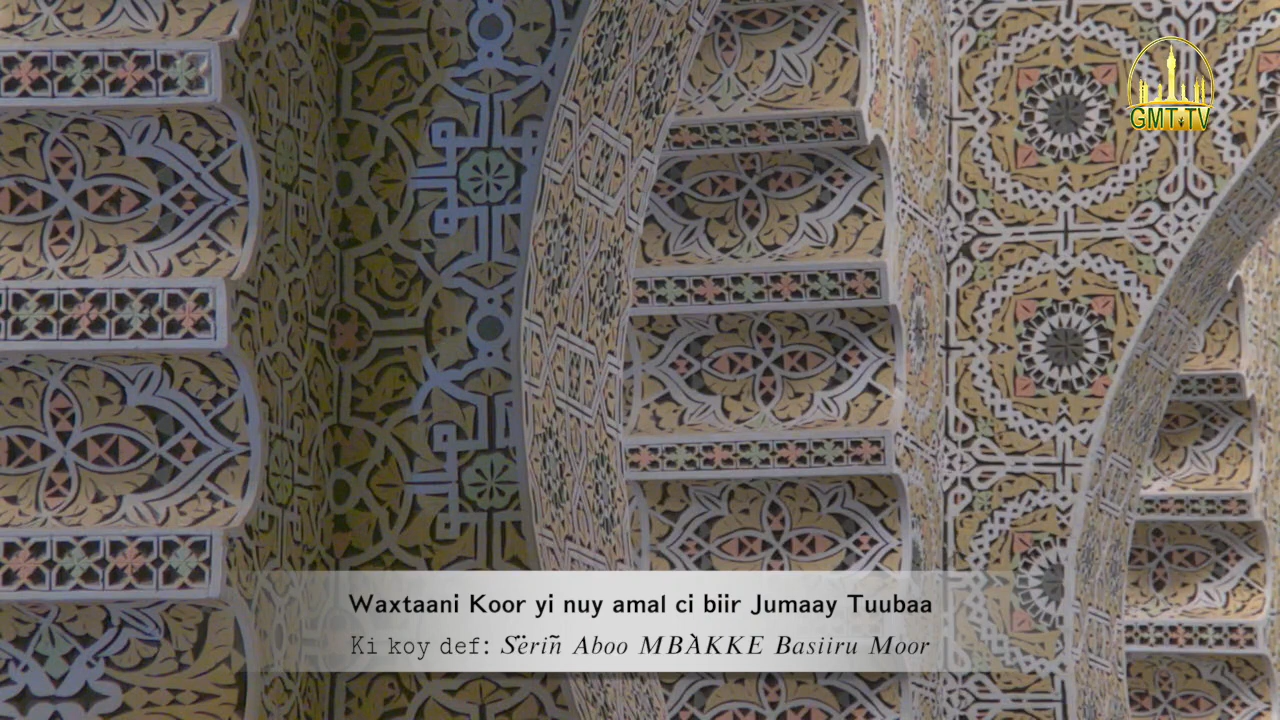 GMT TV
Waxtaani Koor yi nuy amal ci biir Jumaay Tuubaa
Ki koy def: Sëriñ Aboo MBÀKKE Basiiru Moor